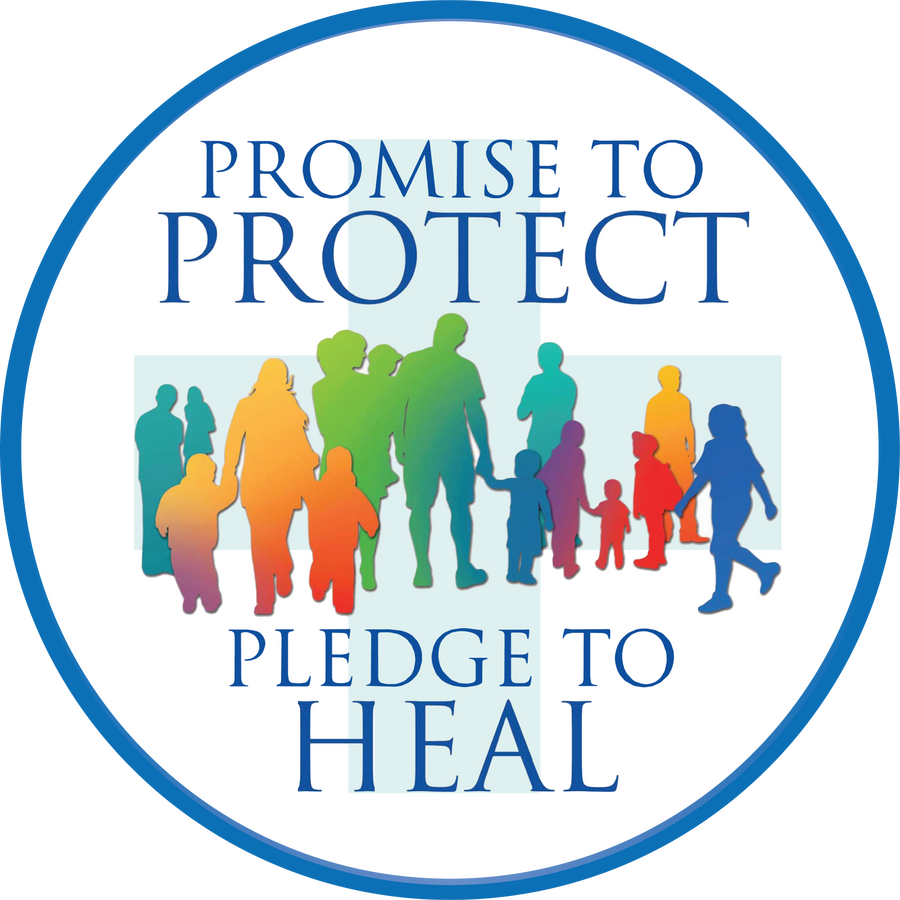 PROMISE TO
PROTECT
PLEDGE TO
HEAL